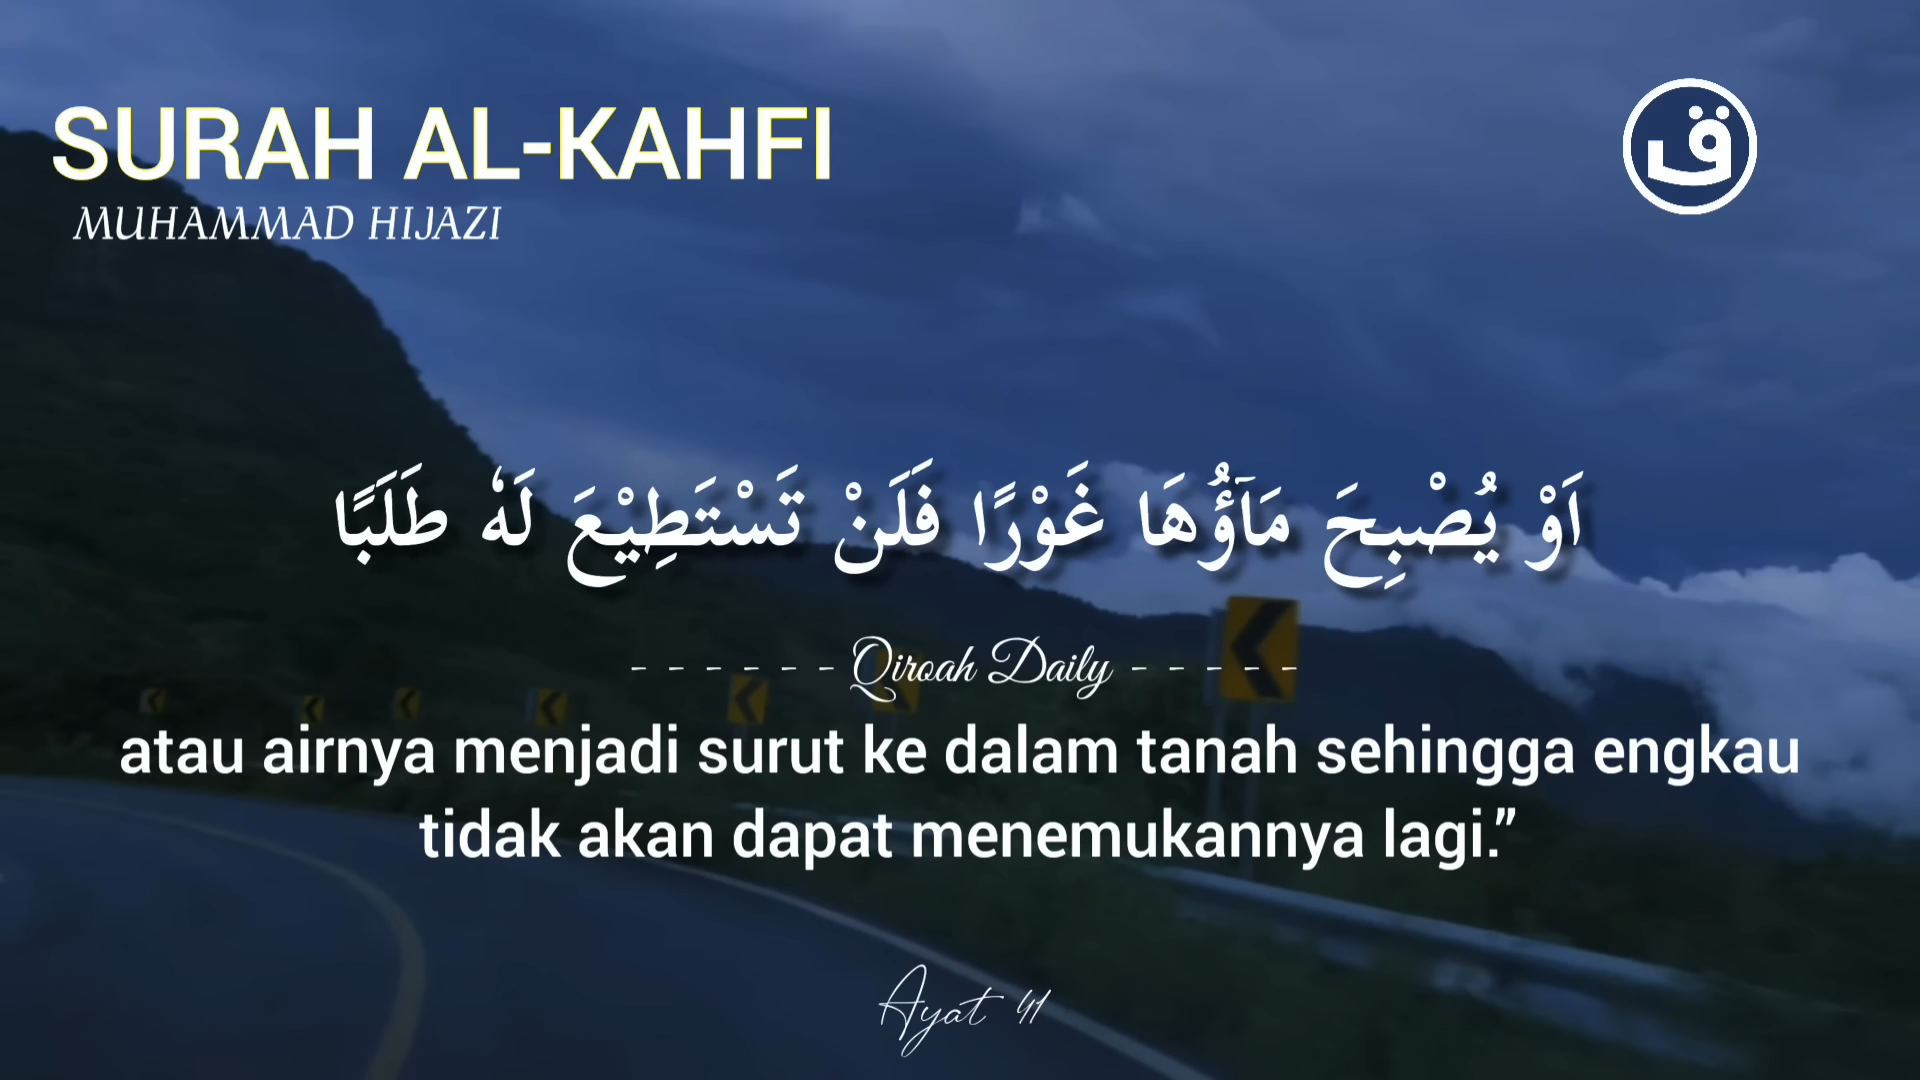 SURAH AL-KAHFI
MUHAMMAD HIJAZI
ق
اَوْ يُصْبِحَ مَاۤؤُهَا غَوْرًا فَلَنْ تَسْتَطِيْعَ لَهٗ طَلَبًا
- - - - - - - Qiroah Daily - - - - - -
atau airnya menjadi surut ke dalam tanah sehingga engkau
tidak akan dapat menemukannya lagi.”
Ayat 41